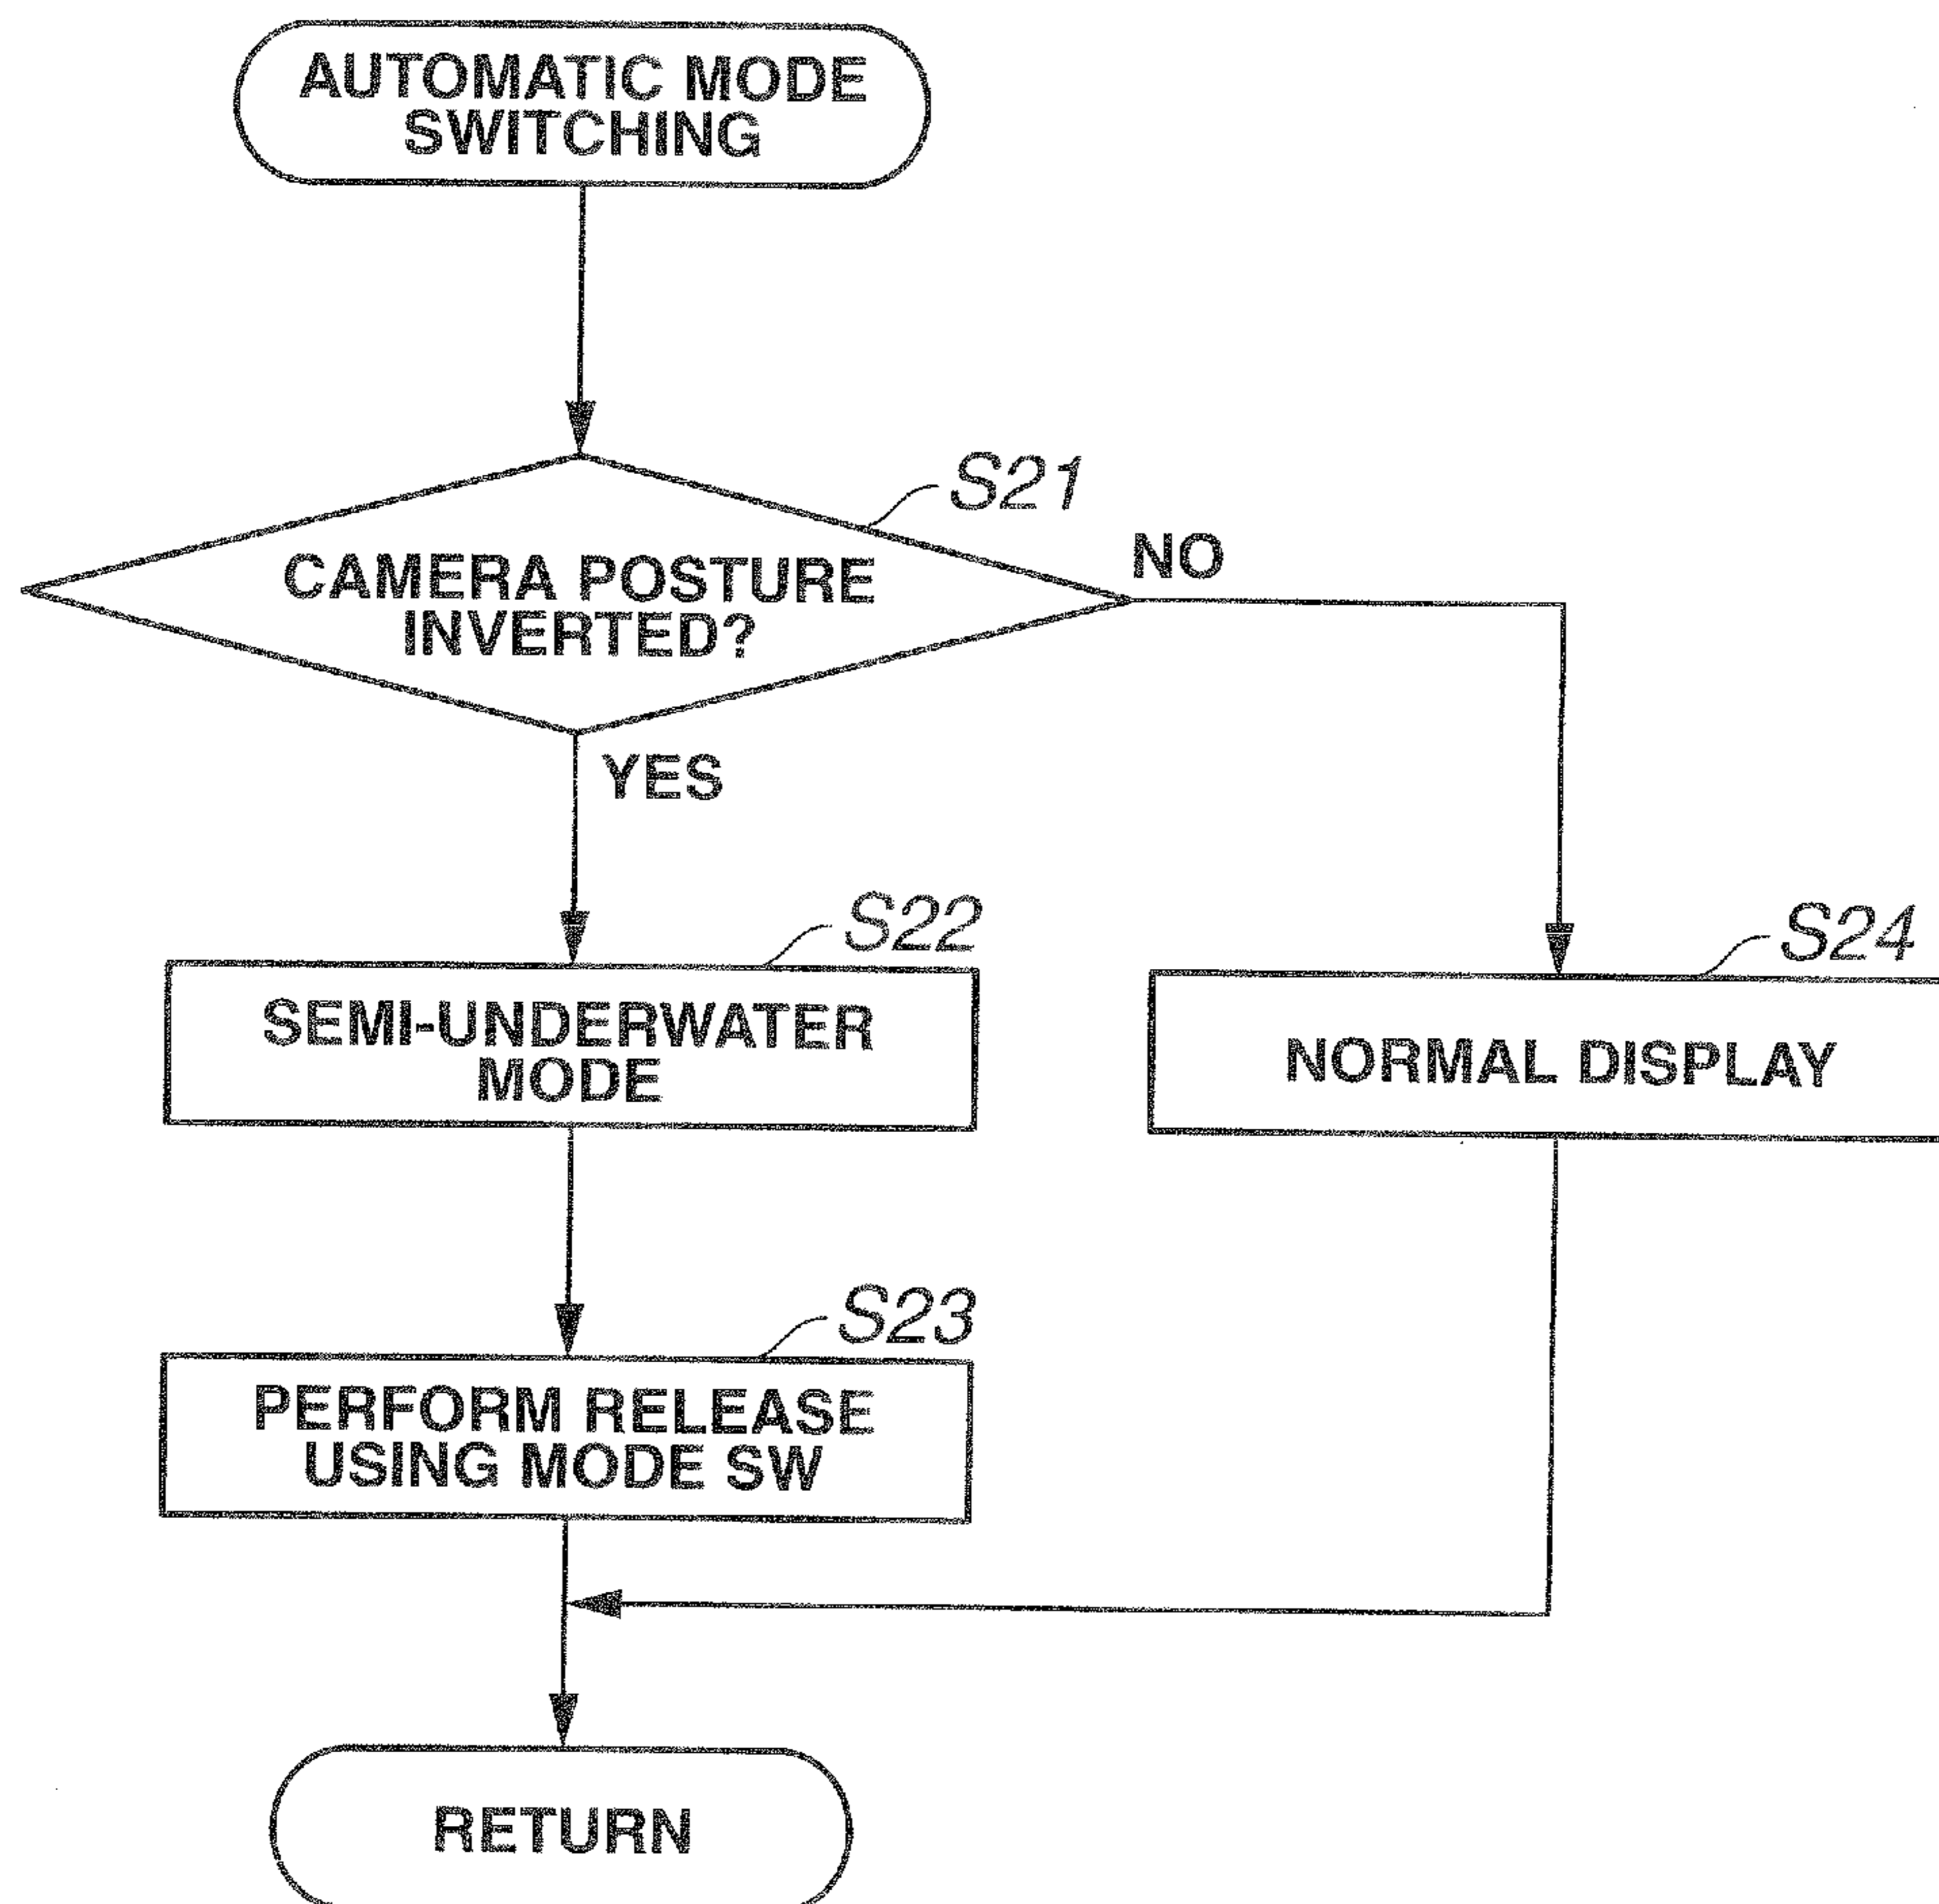 AUTOMATIC MODE
SWITCHING
S21
CAMERA POSTURE
INVERTED?
NO
YES
S22
SEMI-UNDERWATER
MODE
S24
NORMAL DISPLAY
S23
PERFORM RELEASE
USING MODE SW
RETURN